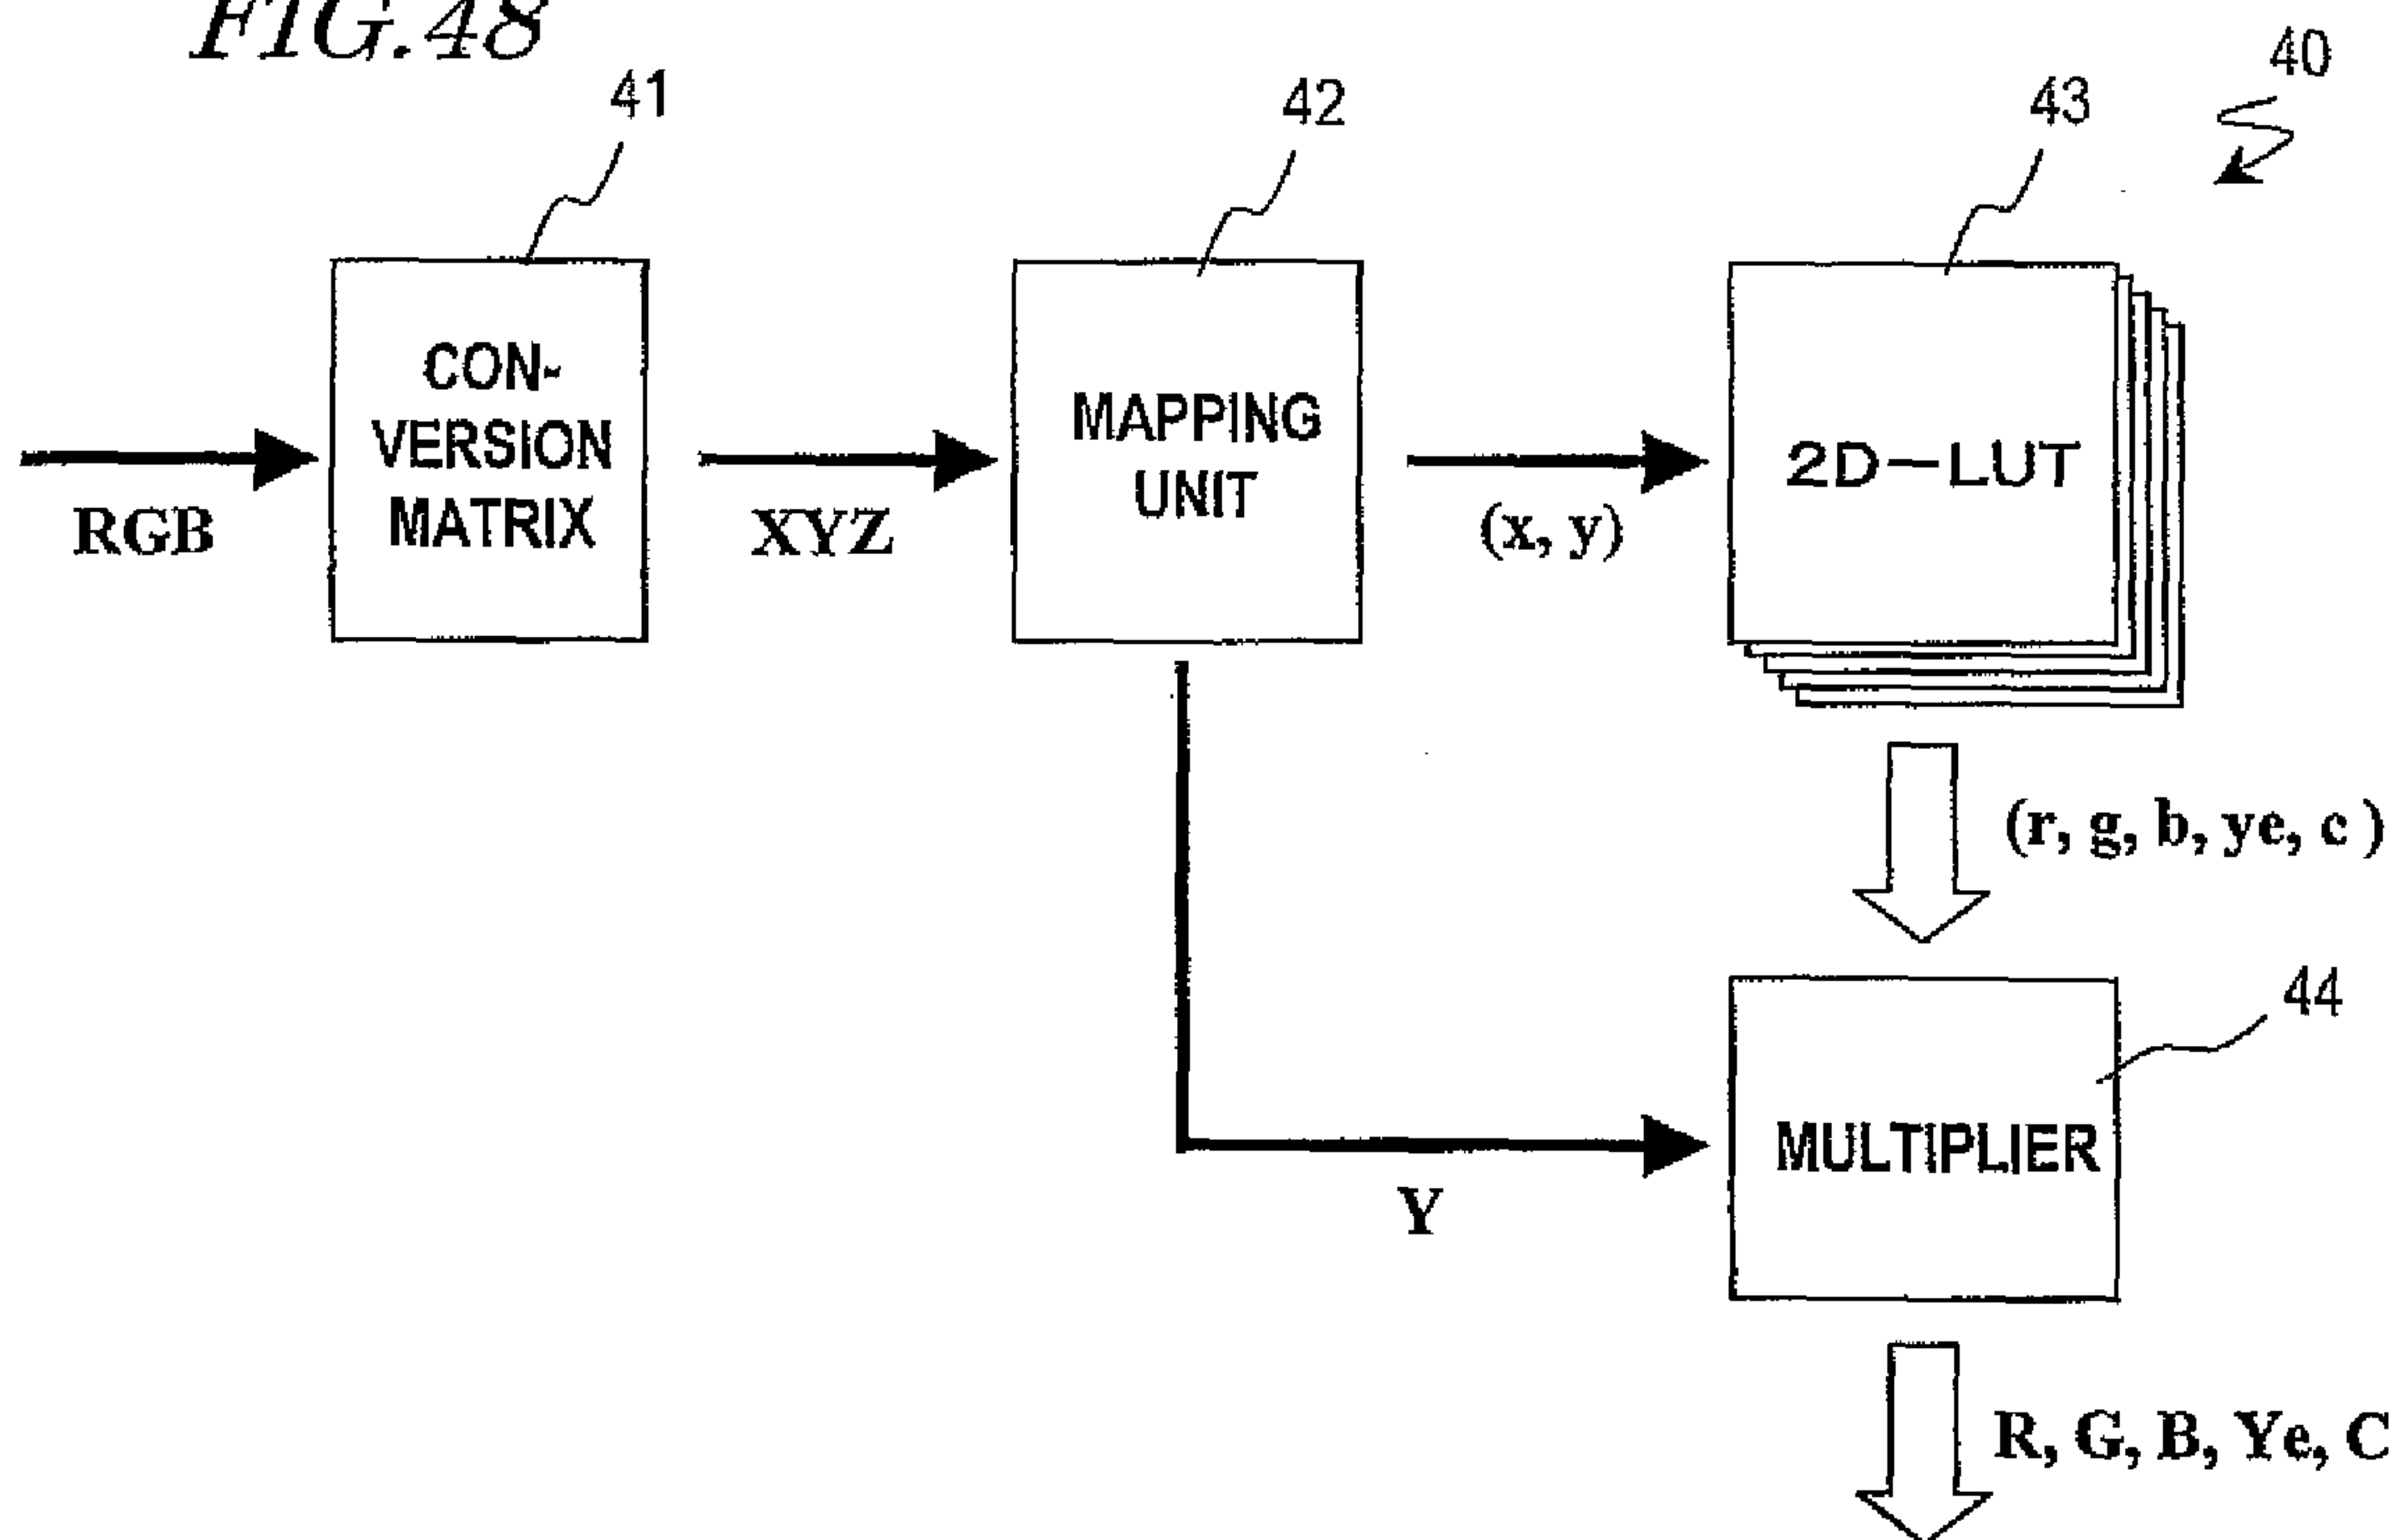 FIG.48
40
41
42
43
CON-
VERSION
MATRIX
MAPPING
UNIT
2D-LUT
RGB
XYZ
(x, y)
(r, g, b, ye, c )
44
MULTIPLIER
Y
R, G, B, Ye, C